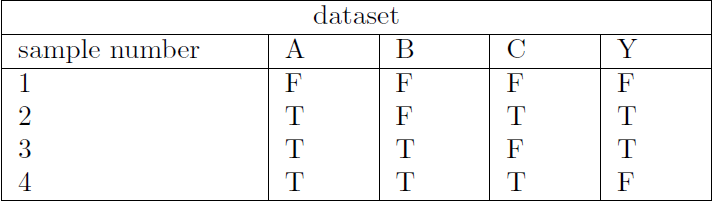 dataset
sample number A B C Y
1 F F F F
2 T F T T
3 T T F T
4 T T T F